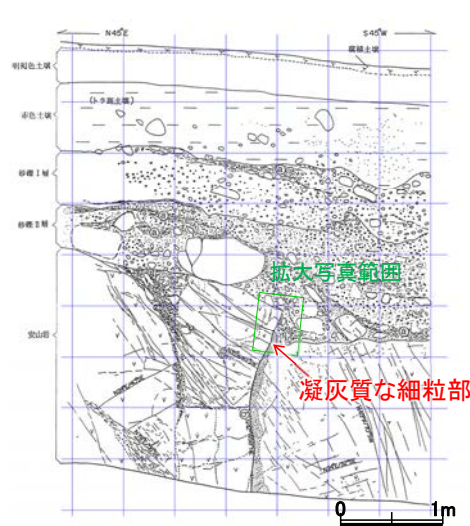 N45E
S45W
腐植土壌
明褐色土壌
(トラ斑土壌)
赤色土壌
砂礫Ⅰ層
砂礫Ⅱ層
拡大写真範囲
安山岩
凝灰質な細粒部
0
1m